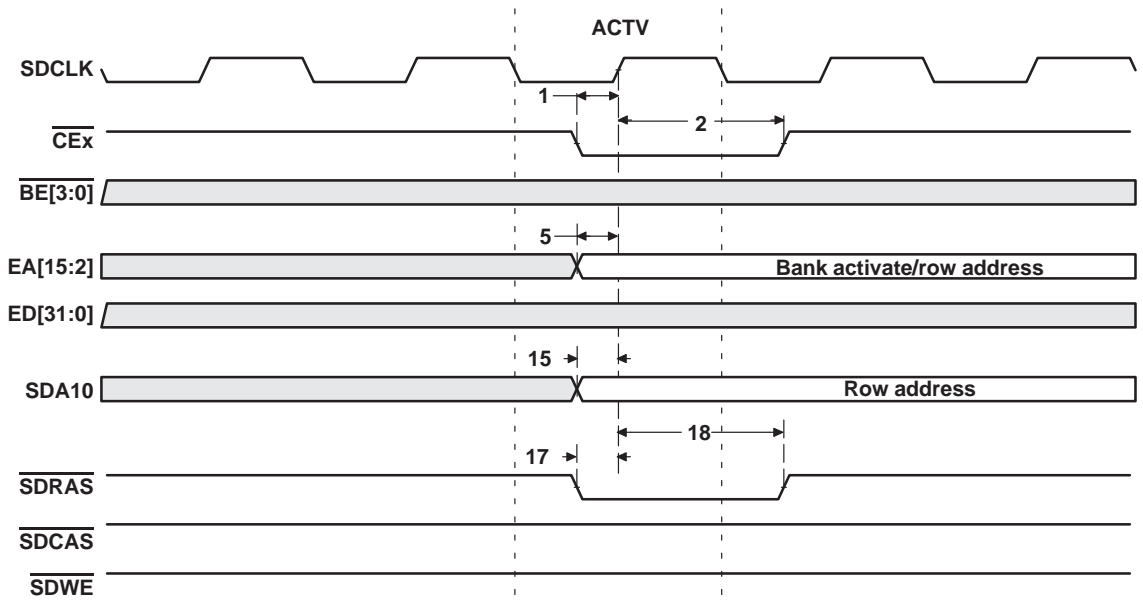 ACTV
SDCLK
1
CEx
2
BE[3:0]
5
EA[15:2]
Bank activate/row address
ED[31:0]
15
SDA10
Row address
18
17
SDRAS
SDCAS
SDWE